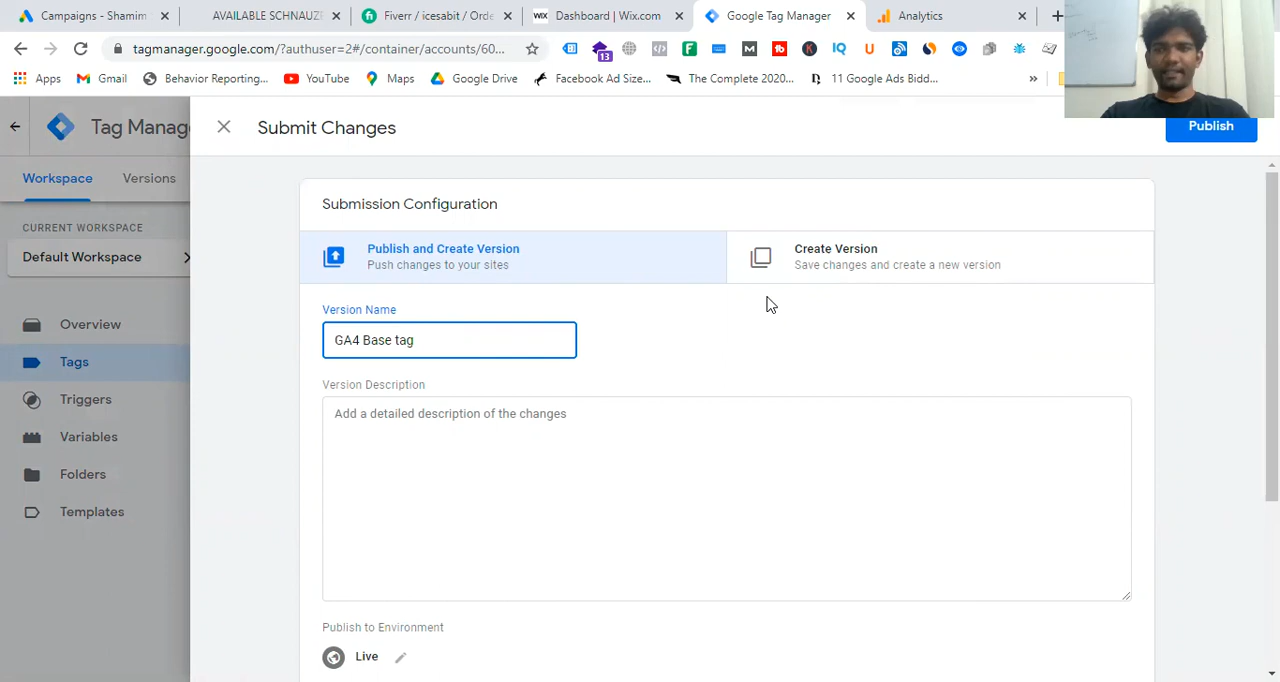 Campaigns - Shamim
AVAILABLE SCHNAUZ
Fiverr / icesabit / Orde
WIX Dashboard | Wix.com
Google Tag Manager
Analytics
tagmanager.google.com/?authuser=2#/container/accounts/60...
13
Apps
Gmail
Behavior Reporting...
YouTube
Maps
Google Drive
Facebook Ad Size...
The Complete 2020...
11 Google Ads Bidd...
»
Tag Mana
Submit Changes
Publish
Workspace
Versions
Submission Configuration
CURRENT WORKSPACE
Default Workspace
Publish and Create Version
Push changes to your sites
Create Version
Save changes and create a new version
Overview
Tags
Triggers
Variables
Folders
Templates
Version Name
GA4 Base tag
Version Description
Add a detailed description of the changes
Publish to Environment
Live